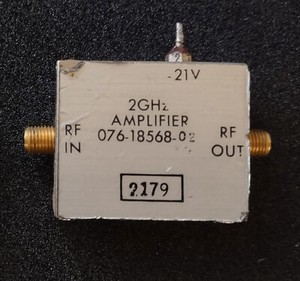 -21V
2GHz
AMPLIFIER
076-18568-02
RF
IN
RF
OUT
2179